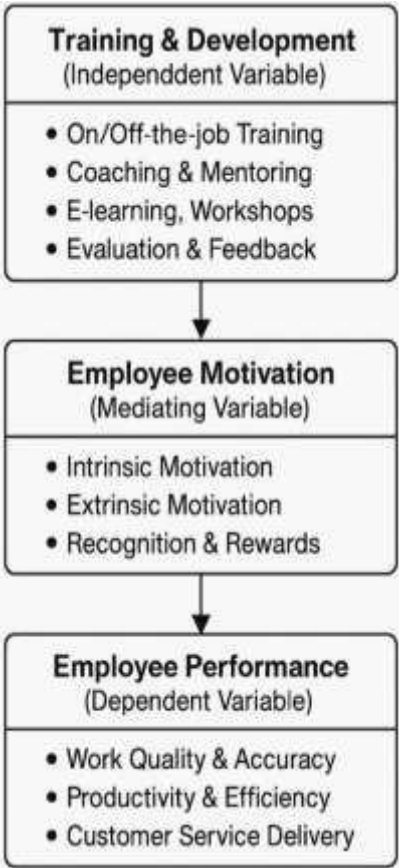 Training & Development
(Independdent Variable)
• On/Off-the-job Training
• Coaching & Mentoring
• E-learning, Workshops
• Evaluation & Feedback
Employee Motivation
(Mediating Variable)
• Intrinsic Motivation
• Extrinsic Motivation
• Recognition & Rewards
Employee Performance
(Dependent Variable)
• Work Quality & Accuracy
• Productivity & Efficiency
• Customer Service Delivery